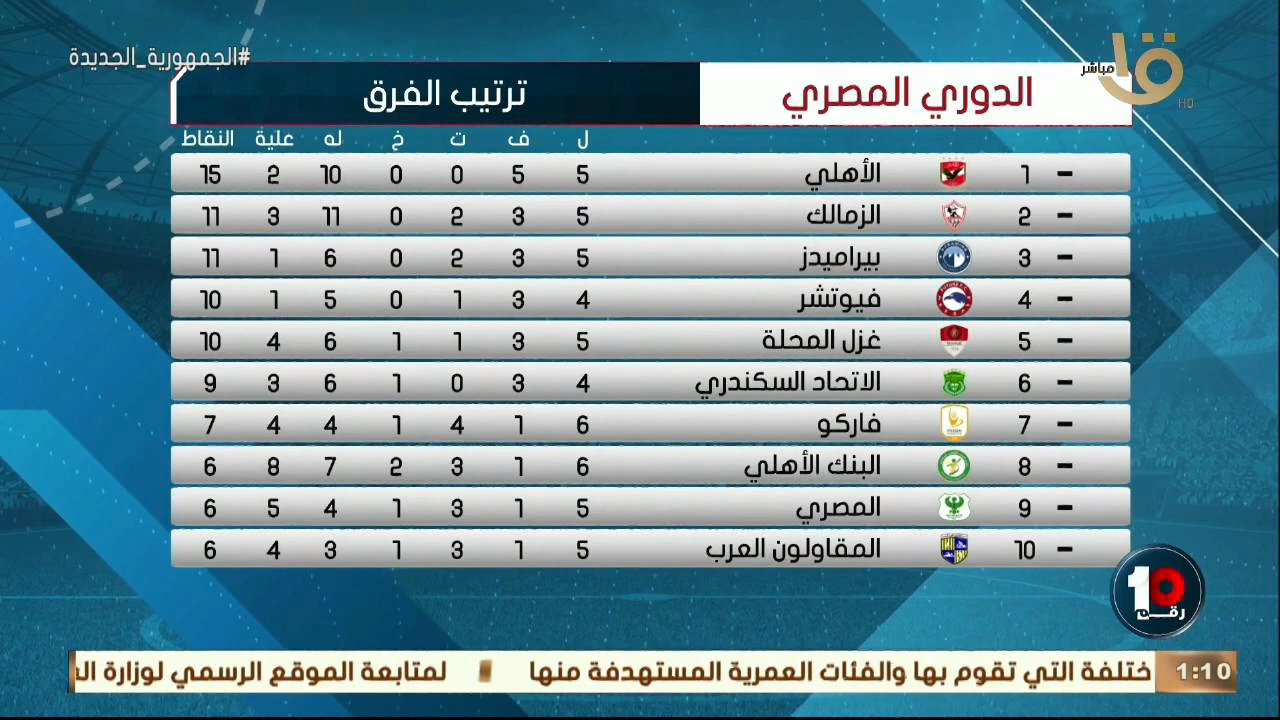 #الجمهورية_الجديدة
مباشر
HD
الدوري المصري ترتيب الفرق
ل ف ت خ له علية النقاط
1 الأهلي 5 5 0 0 10 2 15
2 الزمالك 5 3 2 0 11 3 11
3 بيراميدز 5 3 2 0 6 1 11
4 فيوتشر 4 3 1 0 5 1 10
5 غزل المحلة 5 3 1 1 6 4 10
6 الاتحاد السكندري 4 3 0 1 6 3 9
7 فاركو 6 1 4 1 4 4 7
8 البنك الأهلي 6 1 3 2 7 8 6
9 المصري 5 1 3 1 4 5 6
10 المقاولون العرب 5 1 3 1 3 4 6
رقم 10
1:10 ختلفة التي تقوم بها والفئات العمرية المستهدفة منها لمتابعة الموقع الرسمي لوزارة